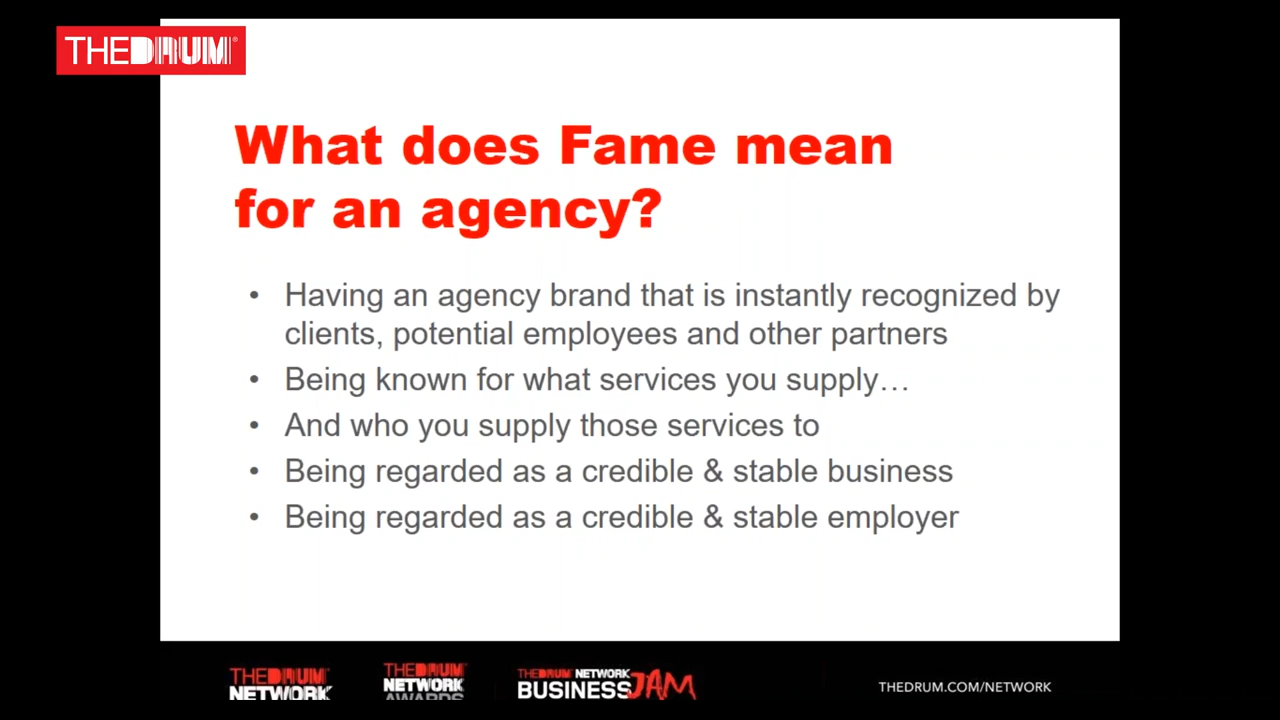 THEDRUM
What does Fame mean
for an agency?
• Having an agency brand that is instantly recognized by
clients, potential employees and other partners
• Being known for what services you supply…
• And who you supply those services to
• Being regarded as a credible & stable business
• Being regarded as a credible & stable employer
THEDRUM
NETWORK
THEDRUM
NETWORK
AWARDS
THEDRUM NETWORK
BUSINESS JAM
THEDRUM.COM/NETWORK